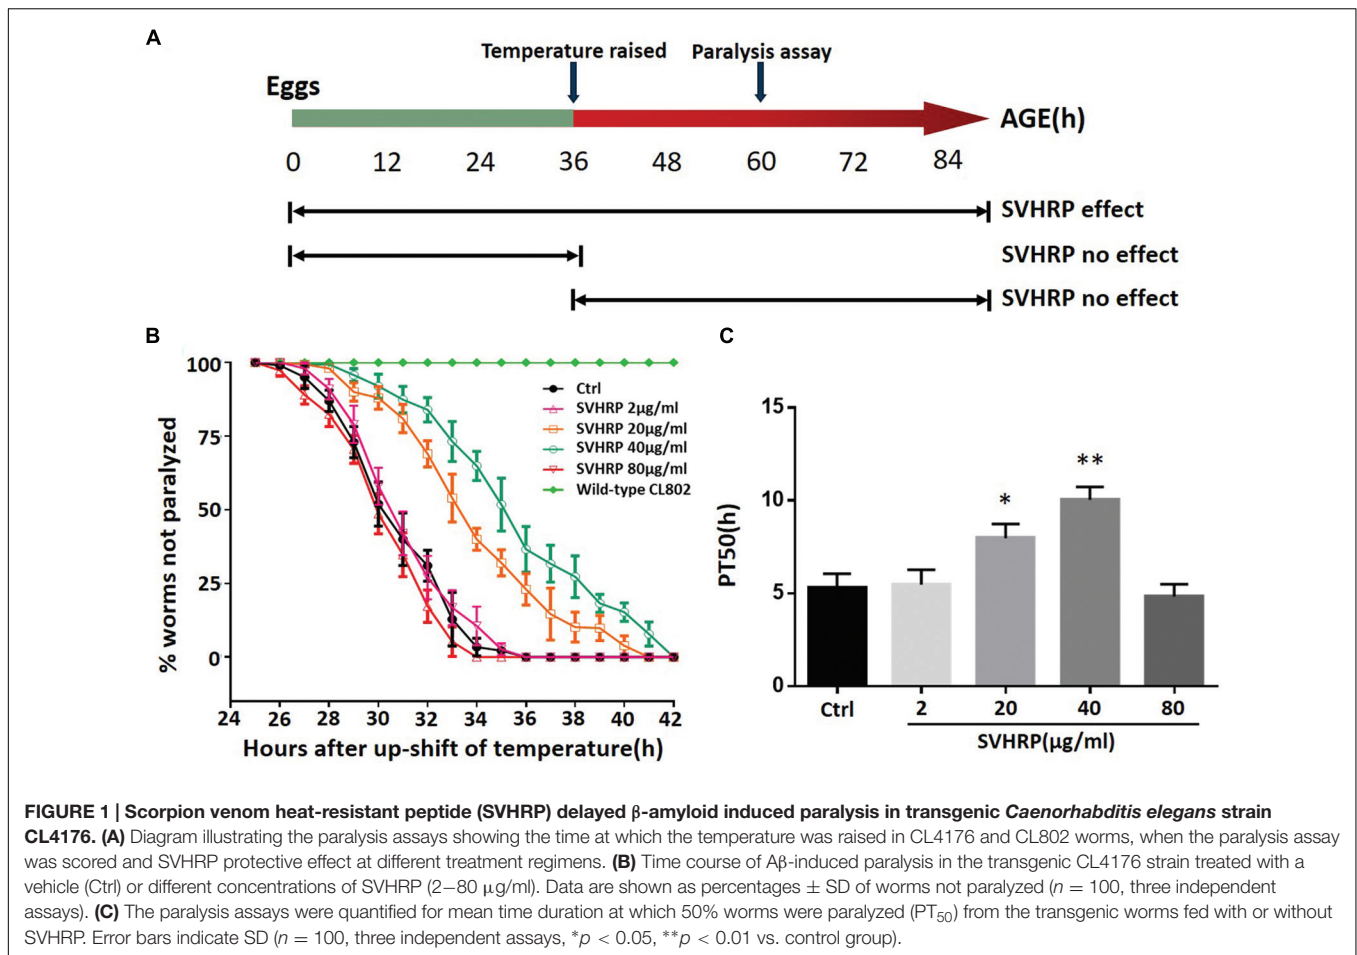 A
Temperature raised Paralysis assay
Eggs
AGE(h)
0 12 24 36 48 60 72 84
SVHRP effect
SVHRP no effect
SVHRP no effect
B
% worms not paralyzed
100
75
50
25
0
24 26 28 30 32 34 36 38 40 42
Hours after up-shift of temperature(h)
Ctrl
SVHRP 2µg/ml
SVHRP 20µg/ml
SVHRP 40µg/ml
SVHRP 80µg/ml
Wild-type CL802
C
PT50(h)
15
10
5
0
*
**
Ctrl 2 20 40 80
SVHRP(µg/ml)
FIGURE 1 | Scorpion venom heat-resistant peptide (SVHRP) delayed β-amyloid induced paralysis in transgenic Caenorhabditis elegans strain
CL4176. (A) Diagram illustrating the paralysis assays showing the time at which the temperature was raised in CL4176 and CL802 worms, when the paralysis assay
was scored and SVHRP protective effect at different treatment regimens. (B) Time course of Aβ-induced paralysis in the transgenic CL4176 strain treated with a
vehicle (Ctrl) or different concentrations of SVHRP (2–80 µg/ml). Data are shown as percentages ± SD of worms not paralyzed (n = 100, three independent
assays). (C) The paralysis assays were quantified for mean time duration at which 50% worms were paralyzed (PT50) from the transgenic worms fed with or without
SVHRP. Error bars indicate SD (n = 100, three independent assays, *p < 0.05, **p < 0.01 vs. control group).